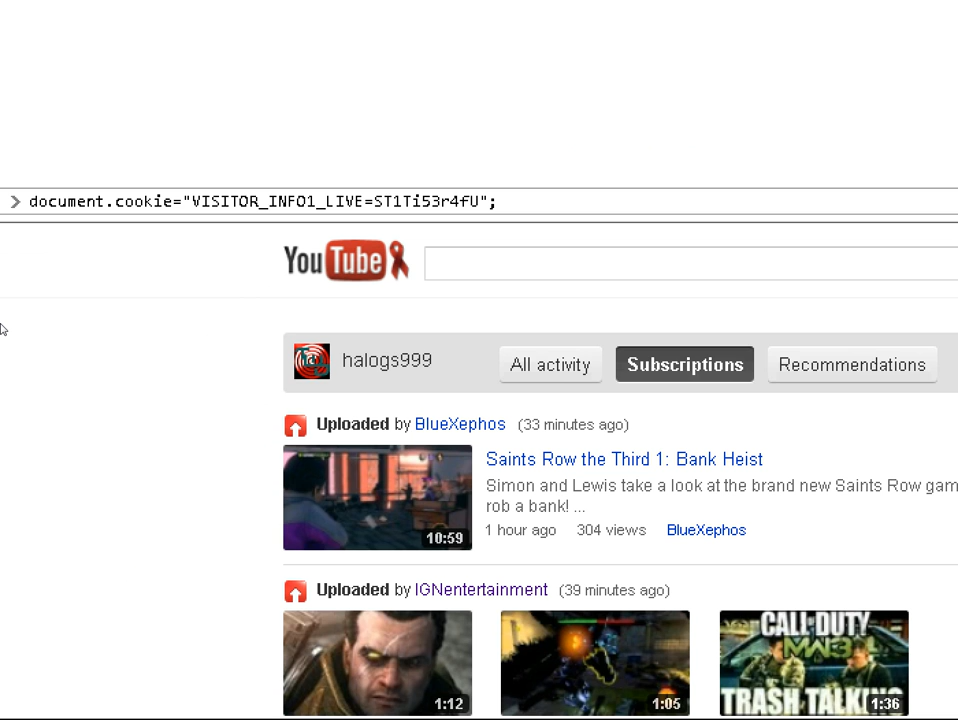 document.cookie="VISITOR_INFO1_LIVE=ST1Ti53r4fU";
YouTube
halogs999
All activity
Subscriptions
Recommendations
Uploaded by BlueXephos (33 minutes ago)
10:59
Saints Row the Third 1: Bank Heist
Simon and Lewis take a look at the brand new Saints Row gam
rob a bank! ...
1 hour ago 304 views BlueXephos
Uploaded by IGNentertainment (39 minutes ago)
1:12
1:05
CALL OF DUTY
MW3
TRASH TALKING
1:36